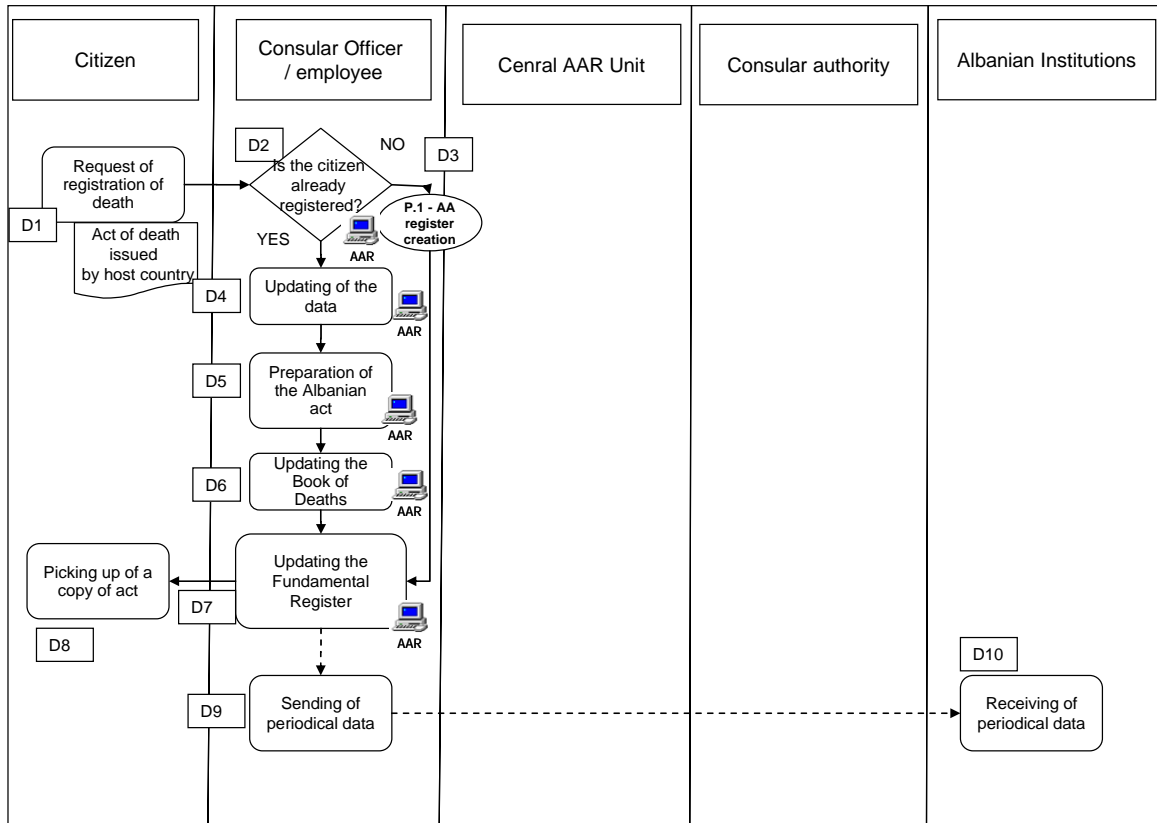 Citizen
Consular Officer
/ employee
Cenral AAR Unit
Consular authority
Albanian Institutions
D2
NO
D3
Request of
registration of
death
Is the citizen
already
registered?
D1
P.1 - AA
register
creation
Act of death
issued
by host country
YES
AAR
D4
Updating of the
data
AAR
D5
Preparation of
the Albanian
act
AAR
D6
Updating the
Book of
Deaths
AAR
Picking up of a
copy of act
Updating the
Fundamental
Register
D7
AAR
D8
D10
D9
Sending of
periodical data
Receiving of
periodical data